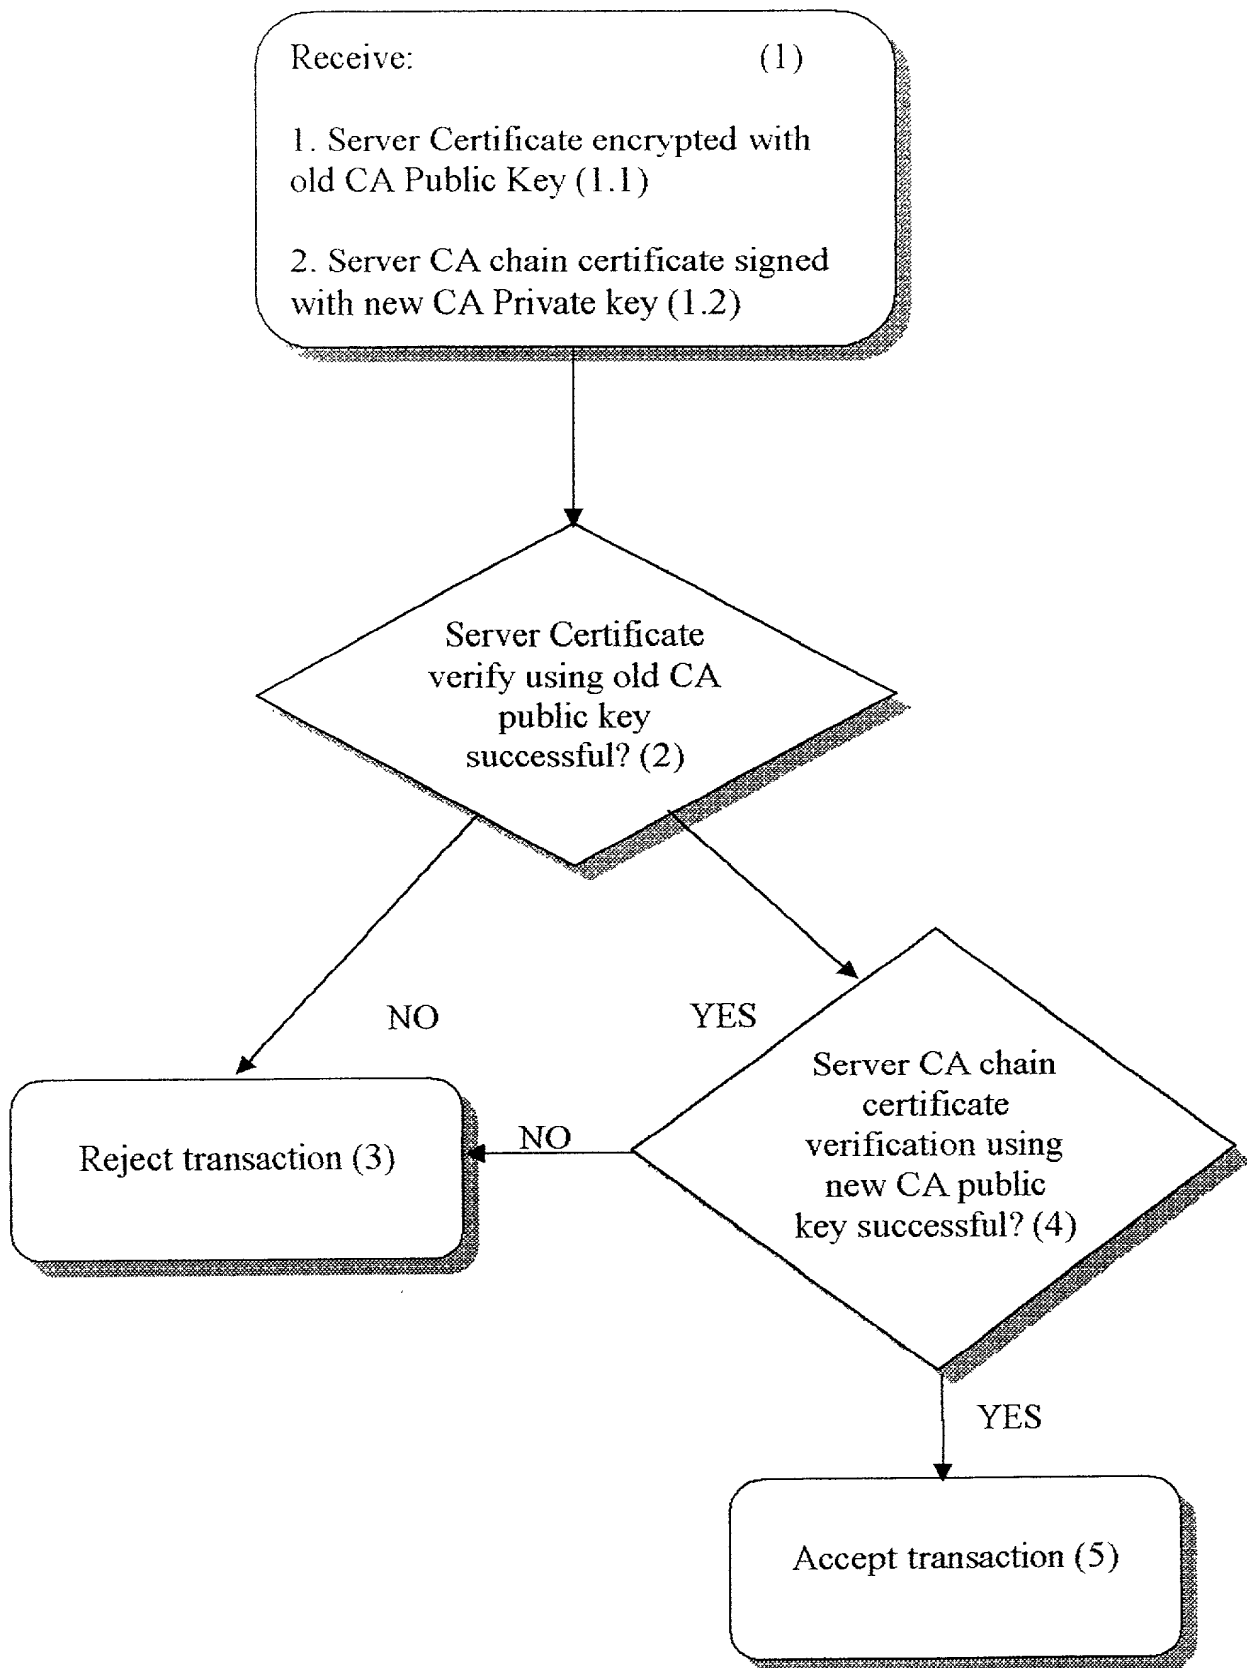 Receive: (1)
1. Server Certificate encrypted with
old CA Public Key (1.1)
2. Server CA chain certificate signed
with new CA Private key (1.2)
Server Certificate
verify using old CA
public key
successful? (2)
NO
YES
Server CA chain
certificate
verification using
new CA public
key successful? (4)
NO
Reject transaction (3)
YES
Accept transaction (5)